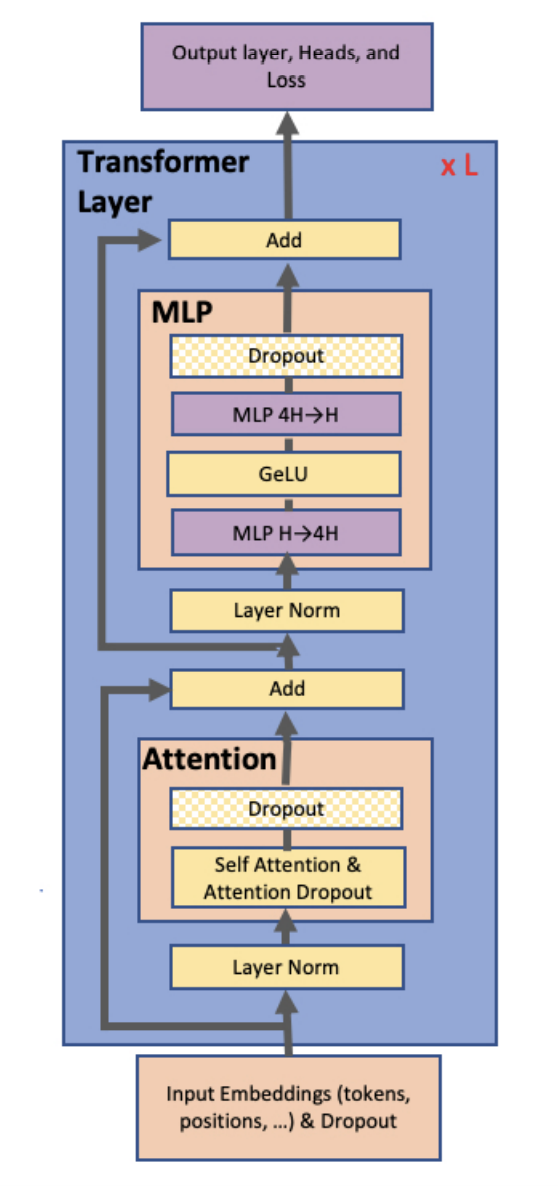 Output layer, Heads, and
Loss
Transformer
Layer
x L
Add
MLP
Dropout
MLP 4H→H
GeLU
MLP H→4H
Layer Norm
Add
Attention
Dropout
Self Attention &
Attention Dropout
Layer Norm
Input Embeddings (tokens,
positions, …) & Dropout